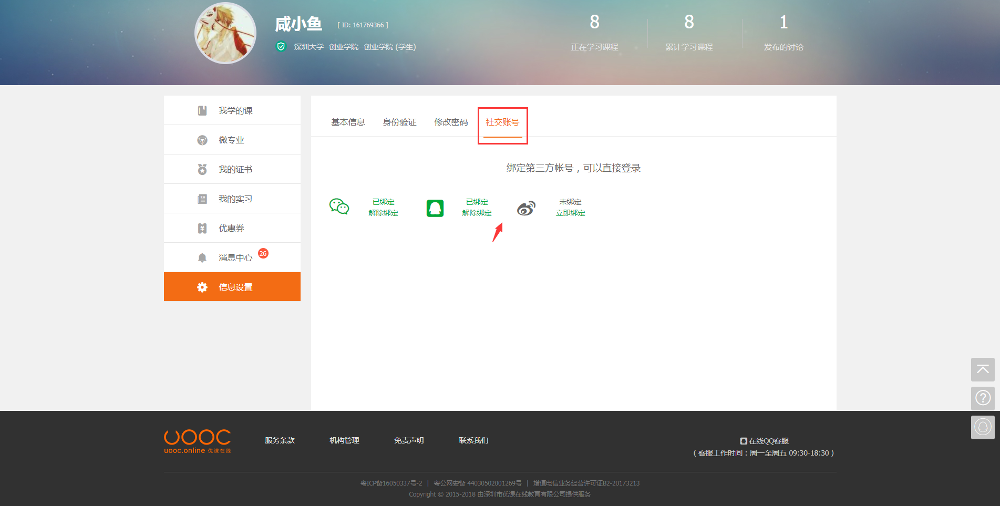 咸小鱼 [ ID: 161769366 ]
深圳大学--创业学院--创业学院 (学生)
8
正在学习课程
8
累计学习课程
1
发布的讨论
我学的课
微专业
我的证书
我的实习
优惠券
消息中心 26
信息设置
基本信息 身份验证 修改密码 社交账号
绑定第三方帐号，可以直接登录
已绑定
解除绑定
已绑定
解除绑定
未绑定
立即绑定
UOOC
uooc.online 优课在线
服务条款 机构管理 免责声明 联系我们
在线QQ客服
( 客服工作时间：周一至周五 09:30-18:30 )
粤ICP备16050337号-2 | 粤公网安备 44030502001269号 | 增值电信业务经营许可证B2-20173213
Copyright © 2015-2018 由深圳市优课在线教育有限公司提供服务